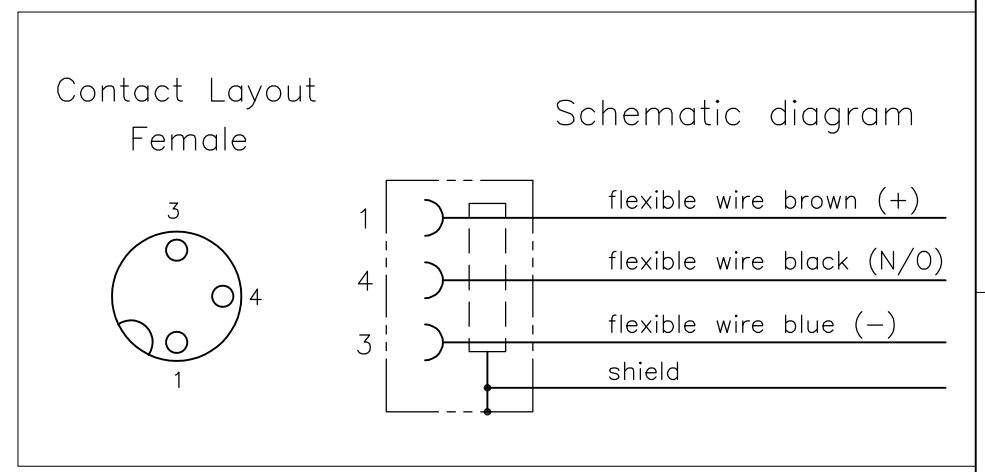 Contact Layout
Female
3
4
1
Schematic diagram
1 flexible wire brown (+)
4 flexible wire black (N/O)
3 flexible wire blue (−)
shield